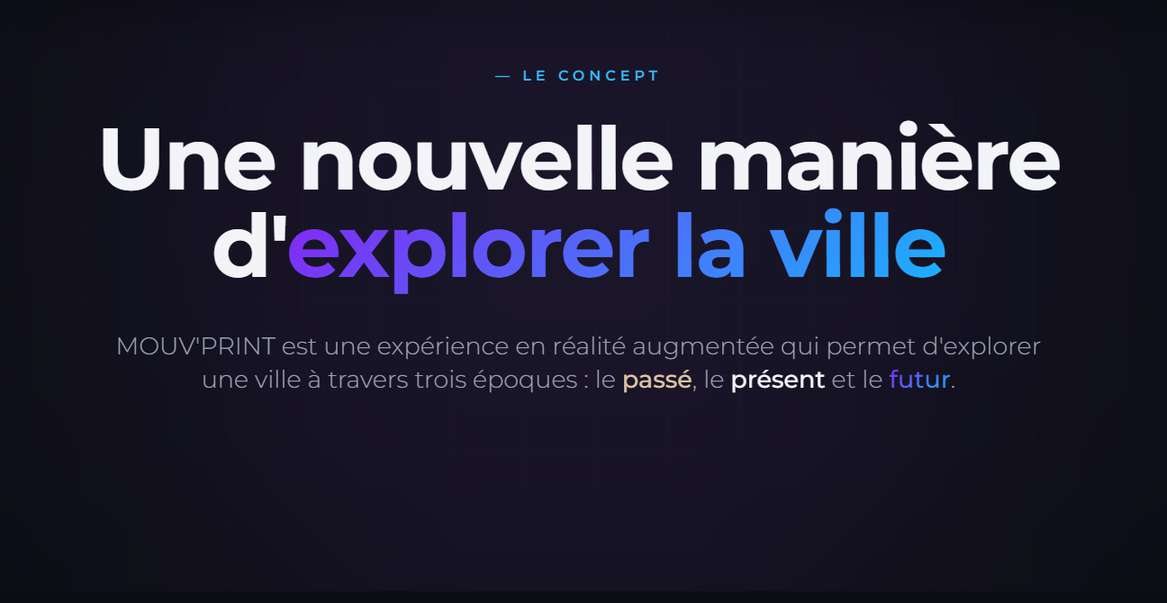 — LE CONCEPT
Une nouvelle manière
d'explorer la ville
MOUV'PRINT est une expérience en réalité augmentée qui permet d'explorer
une ville à travers trois époques : le passé, le présent et le futur.